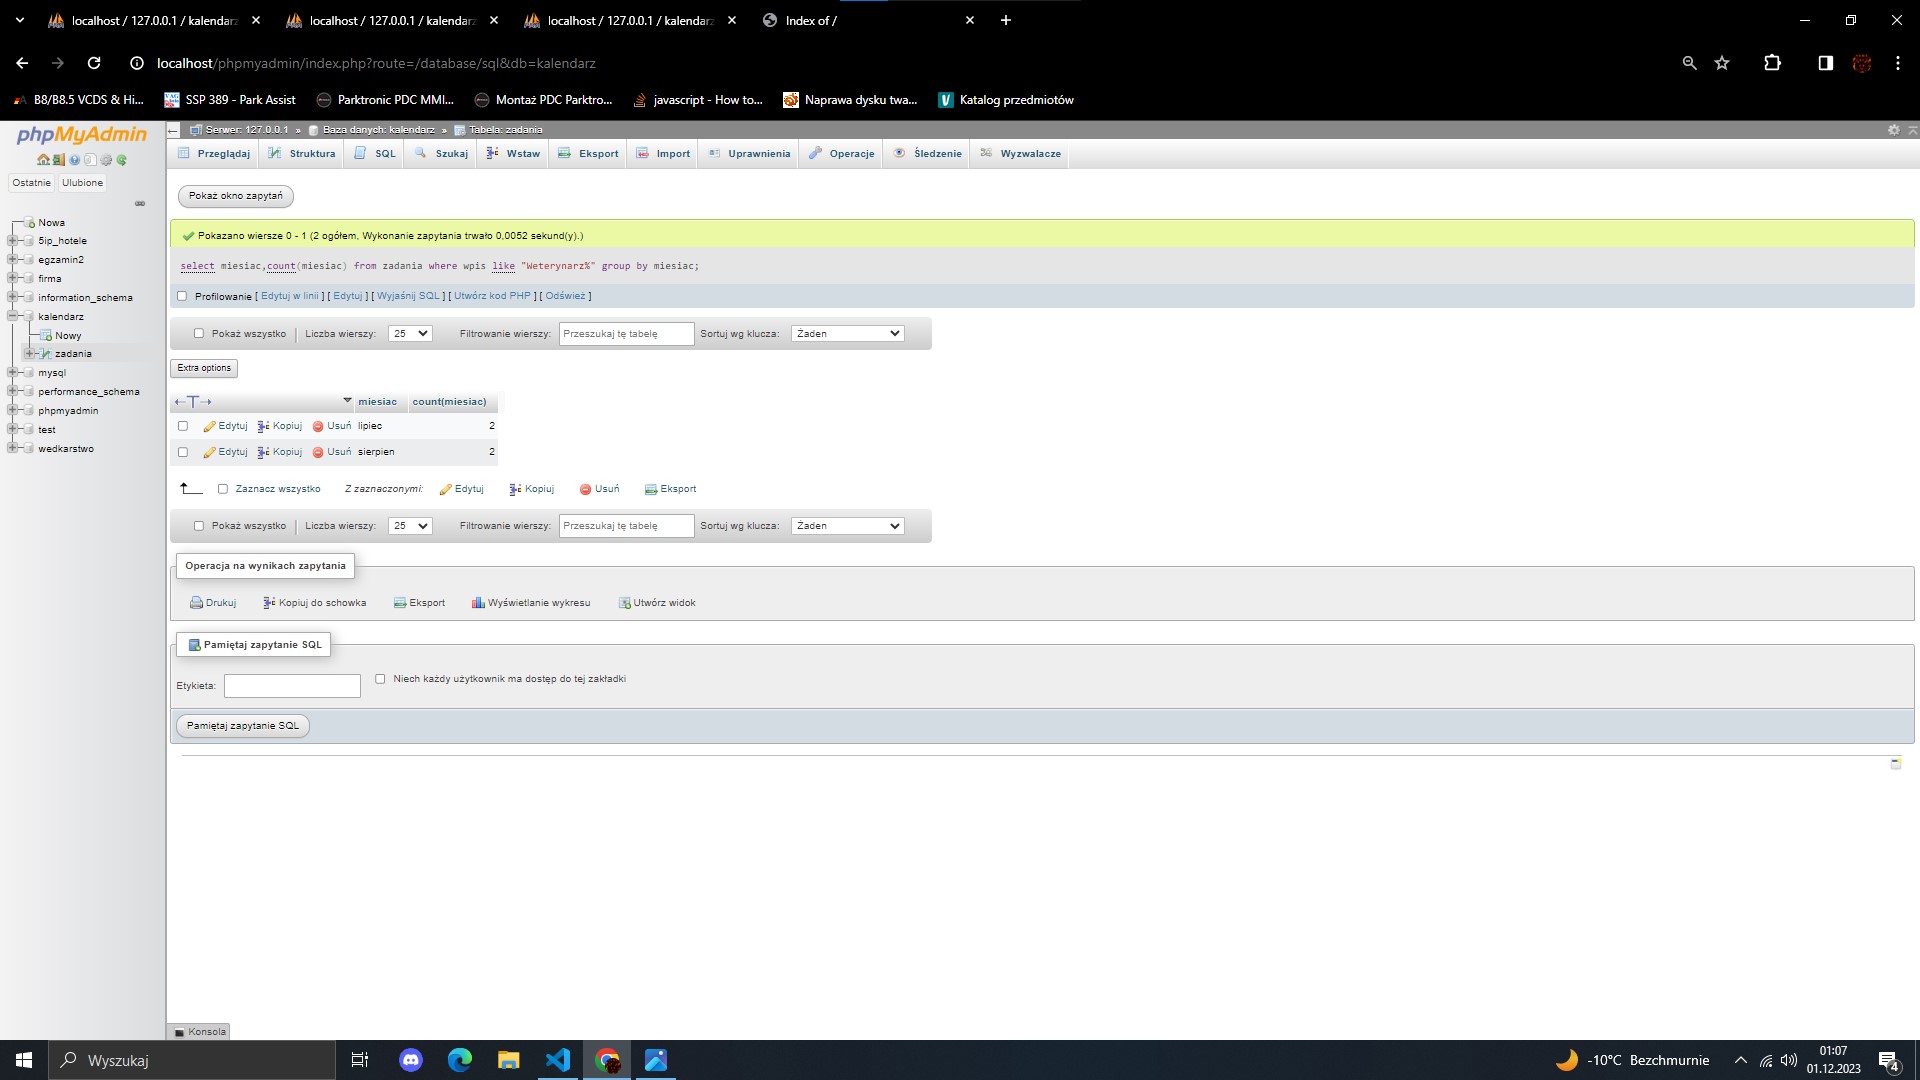 localhost / 127.0.0.1 / kalendarz
localhost / 127.0.0.1 / kalendarz
localhost / 127.0.0.1 / kalendarz
Index of /
localhost/phpmyadmin/index.php?route=/database/sql&db=kalendarz
B8/B8.5 VCDS & Hi...
SSP 389 - Park Assist
Parktronic PDC MMI...
Montaż PDC Parktro...
javascript - How to...
Naprawa dysku twa...
Katalog przedmiotów
phpMyAdmin
Ostatnie Ulubione
Nowa
5ip_hotele
egzamin2
firma
information_schema
kalendarz
Nowy
zadania
mysql
performance_schema
phpmyadmin
test
wedkarstwo
Serwer: 127.0.0.1 » Baza danych: kalendarz » Tabela: zadania
Przeglądaj Struktura SQL Szukaj Wstaw Eksport Import Uprawnienia Operacje Śledzenie Wyzwalacze
Pokaż okno zapytań
Pokazano wiersze 0 - 1 (2 ogółem, Wykonanie zapytania trwało 0,0052 sekund(y).)
select miesiac,count(miesiac) from zadania where wpis like "Weterynarz%" group by miesiac;
Profilowanie [ Edytuj w linii ] [ Edytuj ] [ Wyjaśnij SQL ] [ Utwórz kod PHP ] [ Odśwież ]
Pokaż wszystko Liczba wierszy: 25 Filtrowanie wierszy: Przeszukaj tę tabelę Sortuj wg klucza: Żaden
Extra options
←T→ miesiac count(miesiac)
Edytuj Kopiuj Usuń lipiec 2
Edytuj Kopiuj Usuń sierpien 2
Zaznacz wszystko Z zaznaczonymi: Edytuj Kopiuj Usuń Eksport
Pokaż wszystko Liczba wierszy: 25 Filtrowanie wierszy: Przeszukaj tę tabelę Sortuj wg klucza: Żaden
Operacja na wynikach zapytania
Drukuj Kopiuj do schowka Eksport Wyświetlanie wykresu Utwórz widok
Pamiętaj zapytanie SQL
Etykieta: Niech każdy użytkownik ma dostęp do tej zakładki
Pamiętaj zapytanie SQL
Konsola
Wyszukaj
-10°C Bezchmurnie
01:07
01.12.2023
4